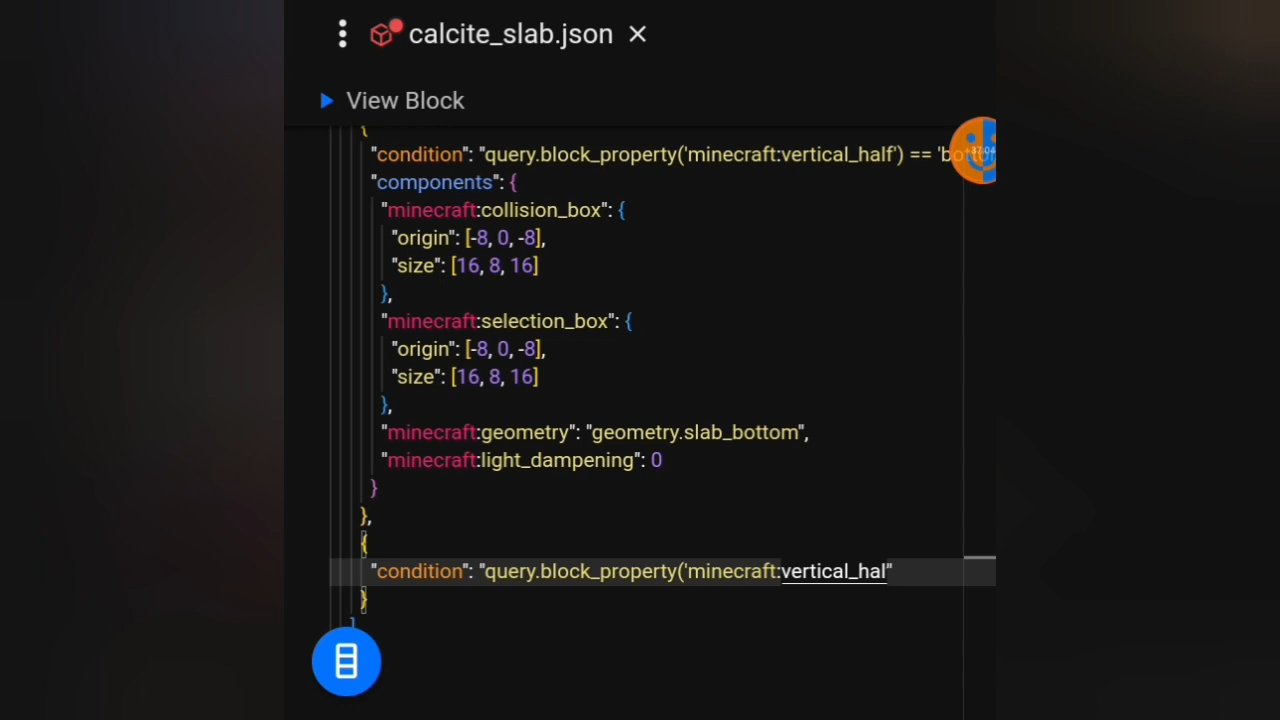 calcite_slab.json
View Block
{
"condition": "query.block_property('minecraft:vertical_half') == '
"components": {
"minecraft:collision_box": {
"origin": [-8, 0, -8],
"size": [16, 8, 16]
},
"minecraft:selection_box": {
"origin": [-8, 0, -8],
"size": [16, 8, 16]
},
"minecraft:geometry": "geometry.slab_bottom",
"minecraft:light_dampening": 0
}
},
{
"condition": "query.block_property('minecraft:vertical_hal"
}
]